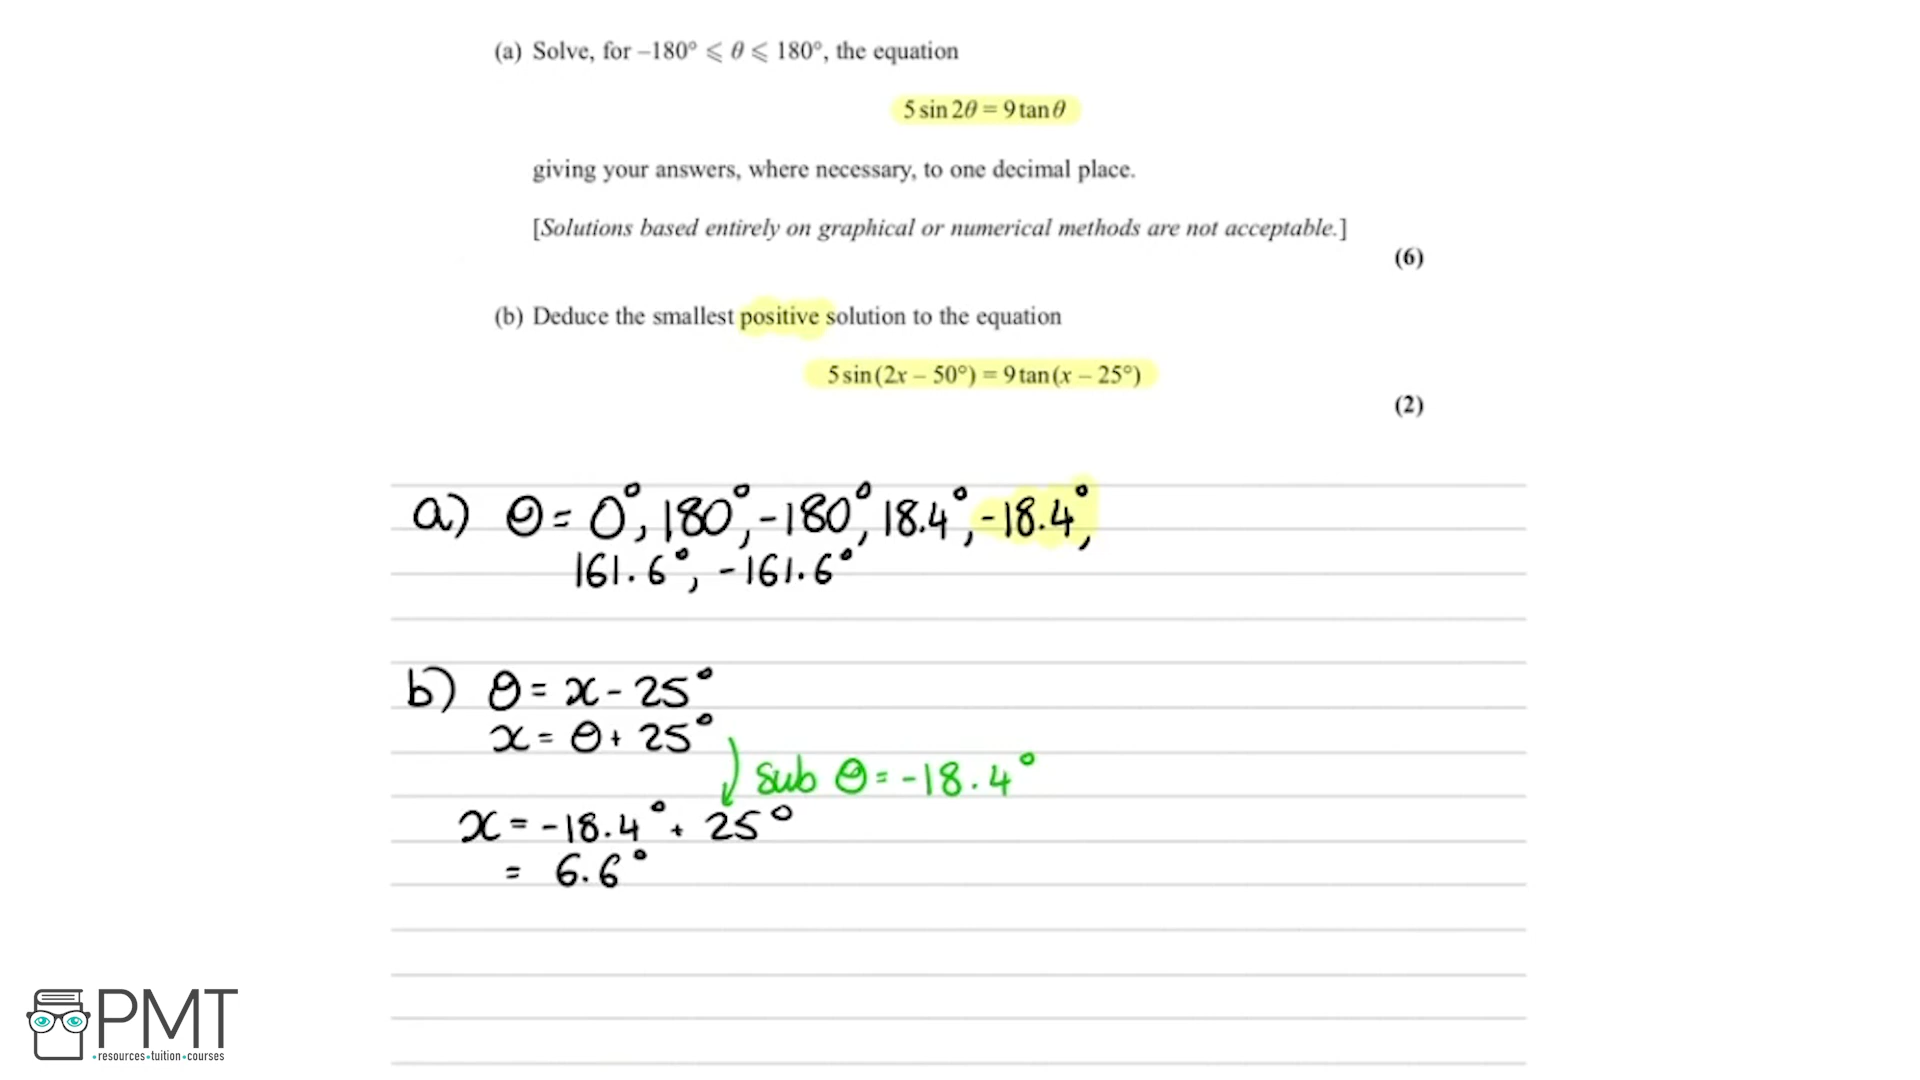 (a) Solve, for –180° ⩽ θ ⩽ 180°, the equation
5 sin 2θ = 9 tan θ
giving your answers, where necessary, to one decimal place.
[Solutions based entirely on graphical or numerical methods are not acceptable.]
(6)
(b) Deduce the smallest positive solution to the equation
5 sin (2x – 50°) = 9 tan (x – 25°)
(2)
a) θ = 0°, 180°, -180°, 18.4°, -18.4°,
161.6°, -161.6°
b) θ = x - 25°
x = θ + 25°
sub θ = -18.4°
x = -18.4° + 25°
= 6.6°
PMT
•resources•tuition•courses